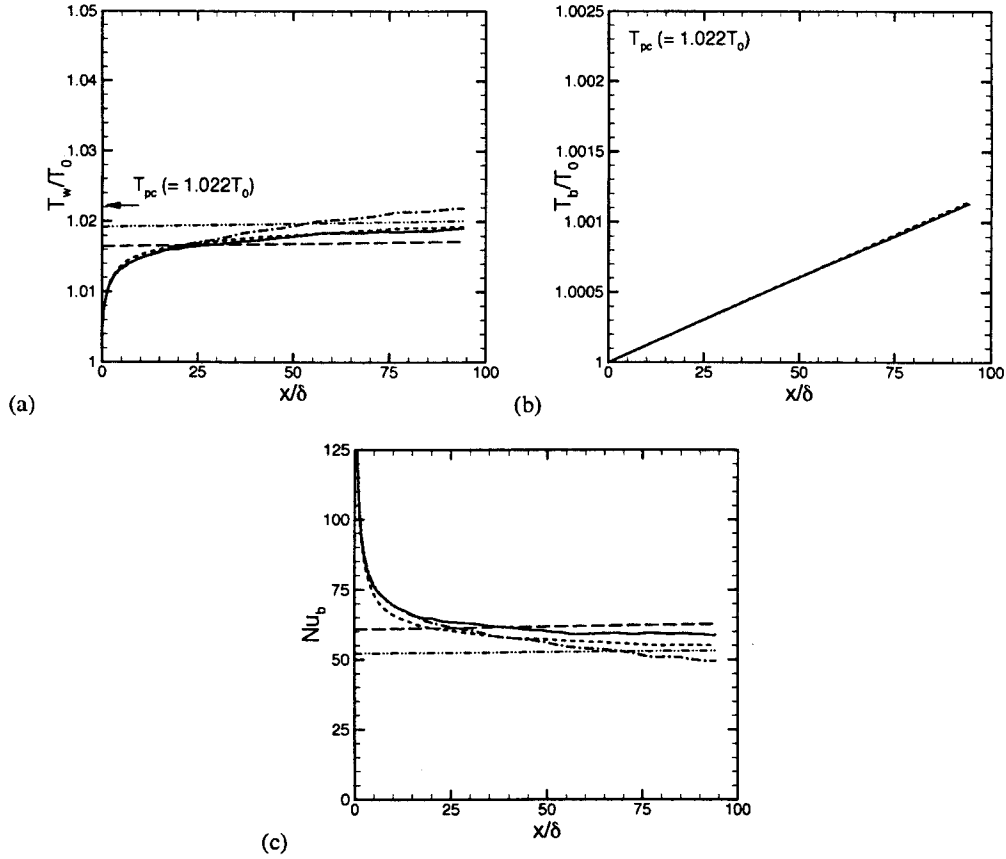 1.05
1.04
1.03
1.02
1.01
1
T_w/T_0
T_pc (= 1.022T_0)
0 25 50 75 100
x/δ
(a)
1.0025
1.002
1.0015
1.001
1.0005
1
T_b/T_0
T_pc (= 1.022T_0)
0 25 50 75 100
x/δ
(b)
125
100
75
50
25
0
Nu_b
0 25 50 75 100
x/δ
(c)